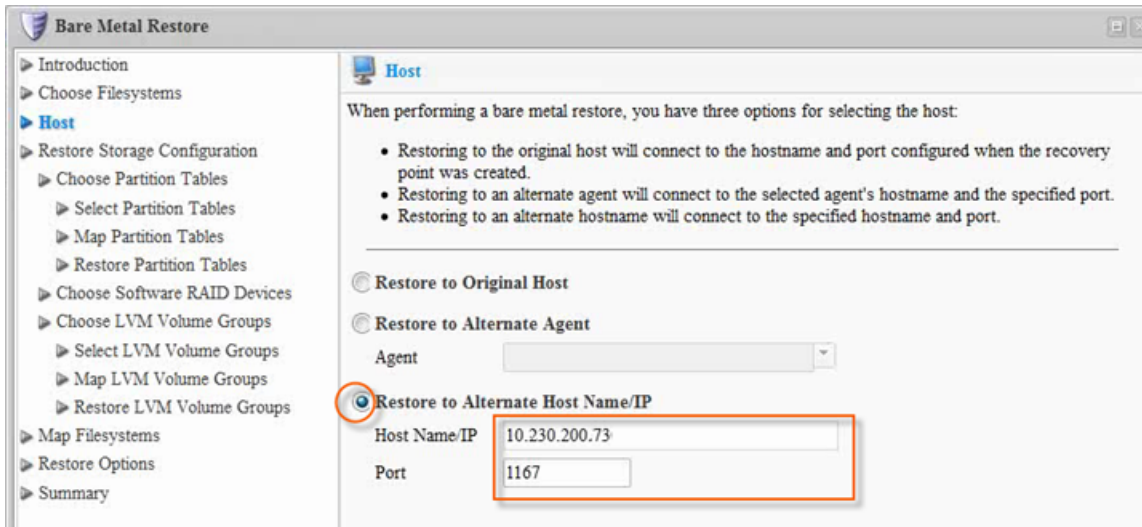 Bare Metal Restore
Introduction
Choose Filesystems
Host
Restore Storage Configuration
Choose Partition Tables
Select Partition Tables
Map Partition Tables
Restore Partition Tables
Choose Software RAID Devices
Choose LVM Volume Groups
Select LVM Volume Groups
Map LVM Volume Groups
Restore LVM Volume Groups
Map Filesystems
Restore Options
Summary
Host
When performing a bare metal restore, you have three options for selecting the host:
• Restoring to the original host will connect to the hostname and port configured when the recovery
point was created.
• Restoring to an alternate agent will connect to the selected agent's hostname and the specified port.
• Restoring to an alternate hostname will connect to the specified hostname and port.
Restore to Original Host
Restore to Alternate Agent
Agent
Restore to Alternate Host Name/IP
Host Name/IP 10.230.200.73
Port 1167